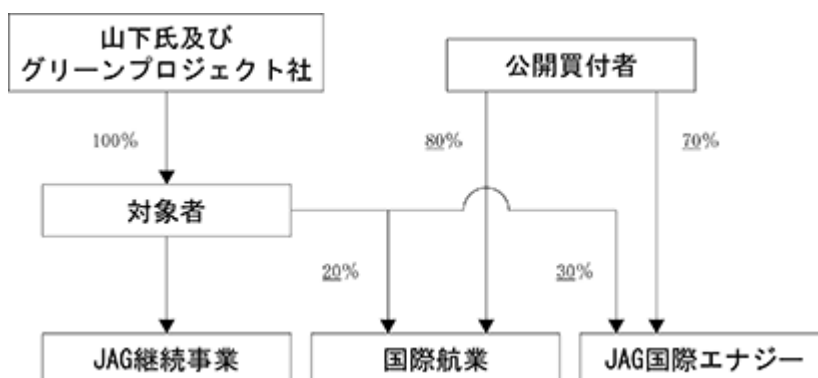 山下氏及び
グリーンプロジェクト社
公開買付者
100%
80%
70%
対象者
20%
30%
JAG継続事業
国際航業
JAG国際エナジー